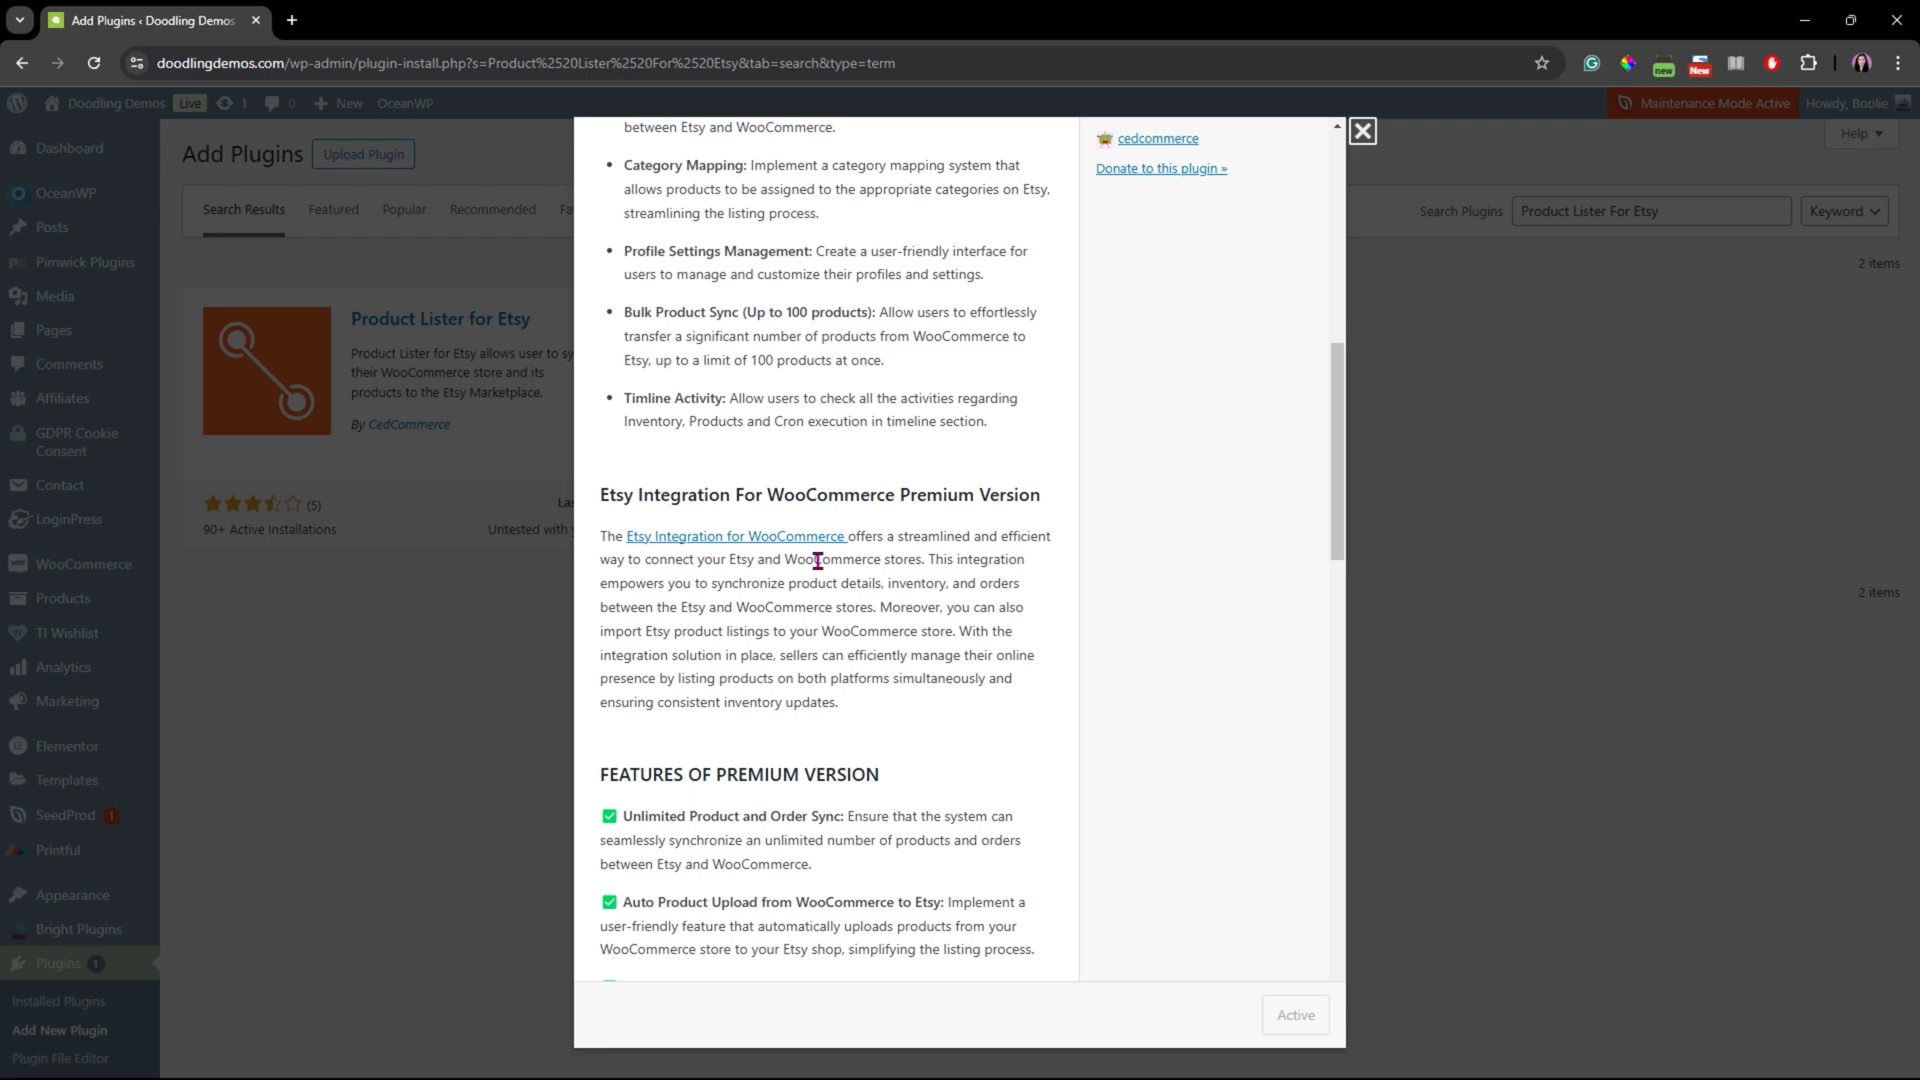 Add Plugins ‹ Doodling Demos
doodlingdemos.com/wp-admin/plugin-install.php?s=Product%2520Lister%2520For%2520Etsy&tab=search&type=term
new
New
Doodling Demos
Live
1
0
New
OceanWP
Maintenance Mode Active
Howdy, Boolie
Dashboard
OceanWP
Posts
Pimwick Plugins
Media
Pages
Comments
Affiliates
GDPR Cookie
Consent
Contact
LoginPress
WooCommerce
Products
TI Wishlist
Analytics
Marketing
Elementor
Templates
SeedProd 1
Printful
Appearance
Bright Plugins
Plugins 1
Installed Plugins
Add New Plugin
Plugin File Editor
Add Plugins
Upload Plugin
Help
Search Results
Featured
Popular
Recommended
Fa
Search Plugins
Product Lister For Etsy
Keyword
2 items
Product Lister for Etsy
Product Lister for Etsy allows user to sy
their WooCommerce store and its
products to the Etsy Marketplace.
By CedCommerce
(5)
90+ Active Installations
Las
Untested with
2 items
between Etsy and WooCommerce.
• Category Mapping: Implement a category mapping system that
allows products to be assigned to the appropriate categories on Etsy,
streamlining the listing process.
• Profile Settings Management: Create a user-friendly interface for
users to manage and customize their profiles and settings.
• Bulk Product Sync (Up to 100 products): Allow users to effortlessly
transfer a significant number of products from WooCommerce to
Etsy, up to a limit of 100 products at once.
• Timline Activity: Allow users to check all the activities regarding
Inventory, Products and Cron execution in timeline section.
Etsy Integration For WooCommerce Premium Version
The Etsy Integration for WooCommerce offers a streamlined and efficient
way to connect your Etsy and WooCommerce stores. This integration
empowers you to synchronize product details, inventory, and orders
between the Etsy and WooCommerce stores. Moreover, you can also
import Etsy product listings to your WooCommerce store. With the
integration solution in place, sellers can efficiently manage their online
presence by listing products on both platforms simultaneously and
ensuring consistent inventory updates.
FEATURES OF PREMIUM VERSION
Unlimited Product and Order Sync: Ensure that the system can
seamlessly synchronize an unlimited number of products and orders
between Etsy and WooCommerce.
Auto Product Upload from WooCommerce to Etsy: Implement a
user-friendly feature that automatically uploads products from your
WooCommerce store to your Etsy shop, simplifying the listing process.
cedcommerce
Donate to this plugin »
Active